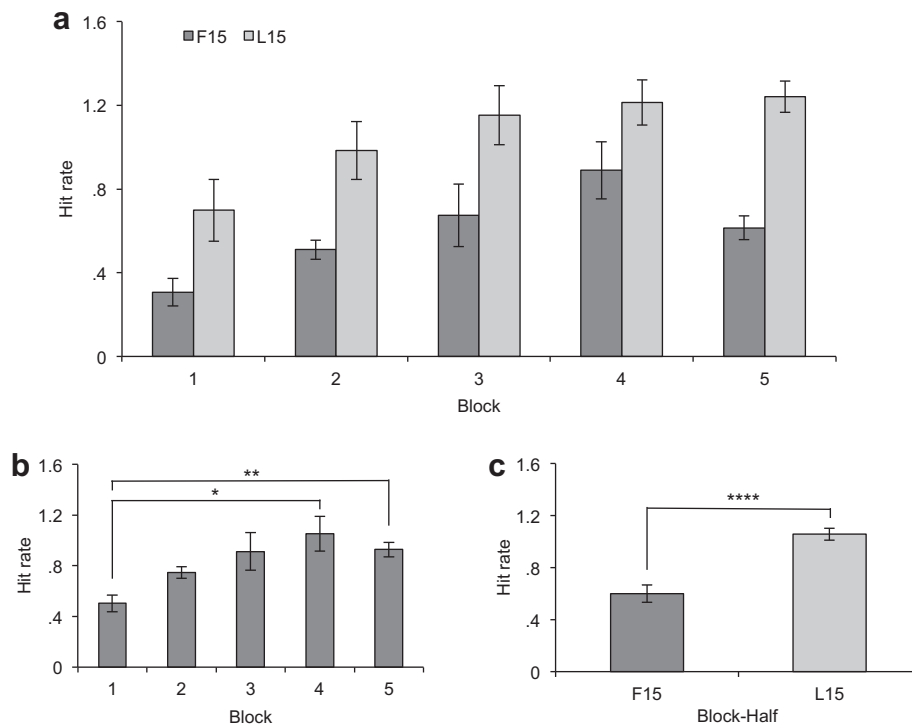 a
F15 L15
Hit rate
1.6
1.2
.8
.4
0
1 2 3 4 5
Block
b
Hit rate
1.6
1.2
.8
.4
0
**
*
1 2 3 4 5
Block
c
Hit rate
1.6
1.2
.8
.4
0
****
F15 L15
Block-Half